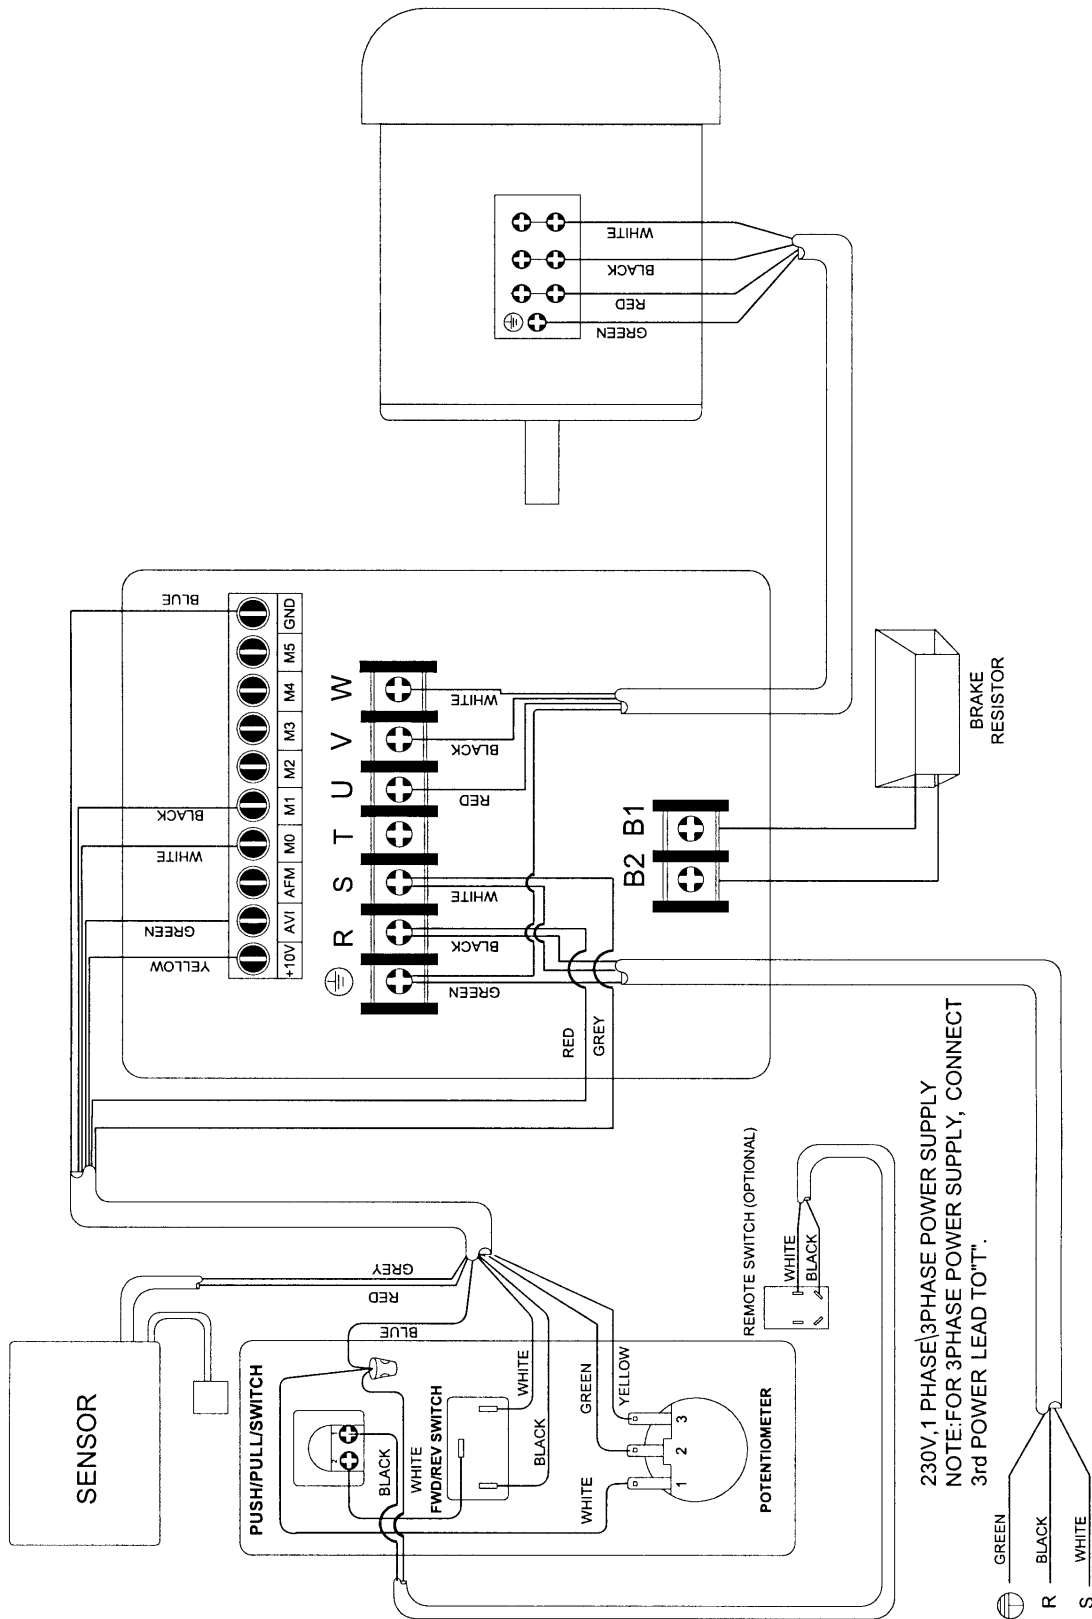 SENSOR
GREY
RED
BLUE
PUSH/PULL/SWITCH
2
BLACK
WHITE
FWD/REV SWITCH
WHITE
BLACK
GREEN
YELLOW
WHITE
1
2
3
POTENTIOMETER
REMOTE SWITCH (OPTIONAL)
WHITE
BLACK
YELLOW
GREEN
WHITE
BLACK
BLUE
+10V
AVI
AFM
M0
M1
M2
M3
M4
M5
GND
R
S
T
U
V
W
GREEN
BLACK
WHITE
RED
BLACK
WHITE
RED
GREY
B2
B1
BRAKE
RESISTOR
WHITE
BLACK
RED
GREEN
230V,1 PHASE\3PHASE POWER SUPPLY
NOTE:FOR 3PHASE POWER SUPPLY, CONNECT
3rd POWER LEAD TO"T".
GREEN
R
BLACK
S
WHITE